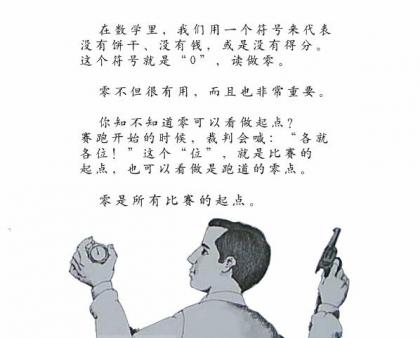 在数学里，我们用一个符号来代表
没有饼干、没有钱，或是没有得分。
这个符号就是“0”，读做零。
零不但很有用，而且也非常重要。
你知不知道零可以看做起点？
赛跑开始的时候，裁判会喊：“各就
各位！”这个“位”，就是比赛的
起点，也可以看做是跑道的零点。
零是所有比赛的起点。